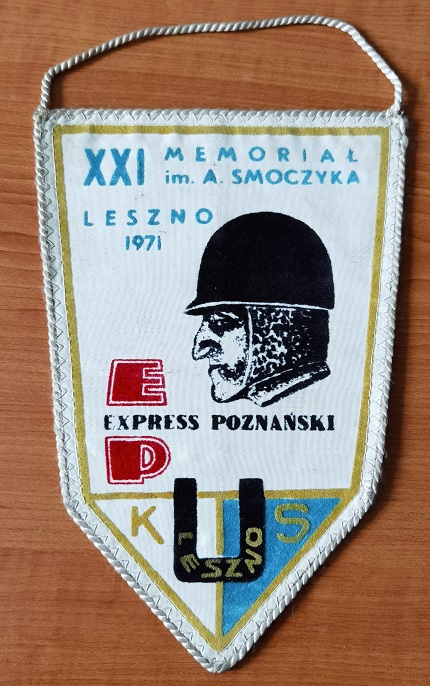 XXI MEMORIAŁ
im. A. SMOCZYKA
LESZNO
1971
E
EXPRESS POZNAŃSKI
P
K U S
LESZNO